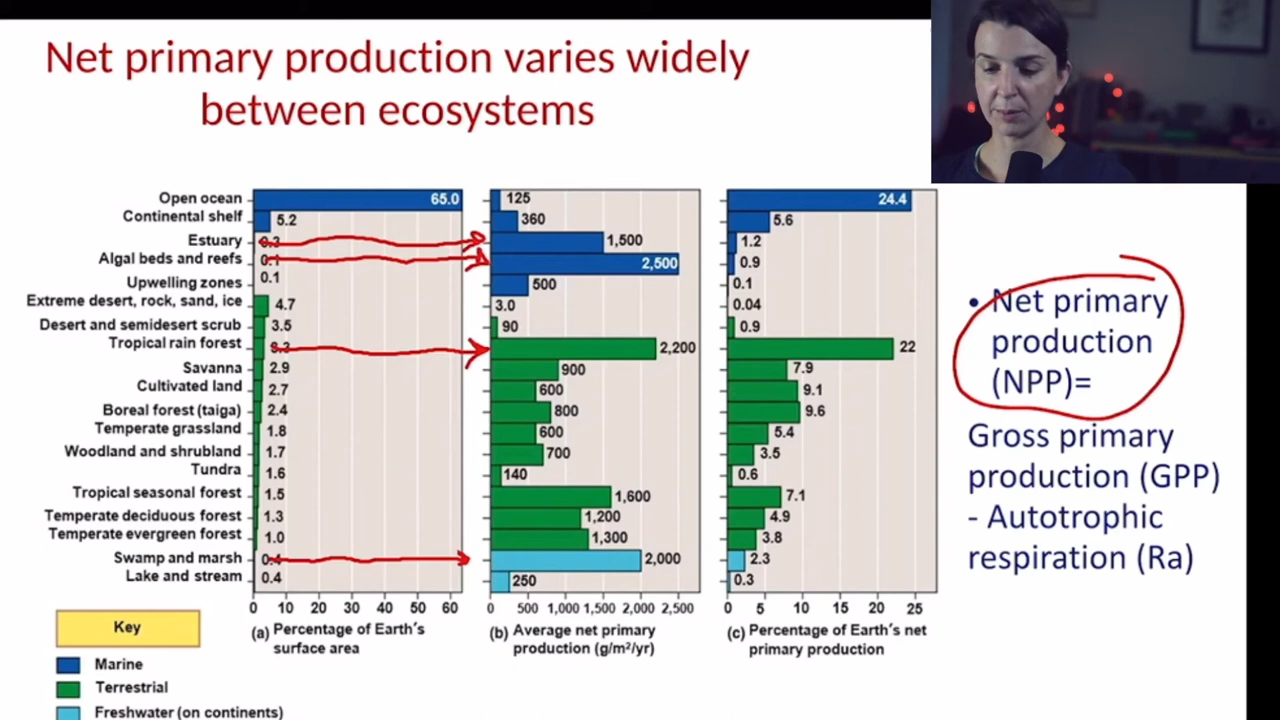 Net primary production varies widely
between ecosystems
Open ocean 65.0 125 24.4
Continental shelf 5.2 360 5.6
Estuary 0.3 1,500 1.2
Algal beds and reefs 0.1 2,500 0.9
Upwelling zones 0.1 500 0.1
Extreme desert, rock, sand, ice 4.7 3.0 0.04
Desert and semidesert scrub 3.5 90 0.9
Tropical rain forest 3.3 2,200 22
Savanna 2.9 900 7.9
Cultivated land 2.7 600 9.1
Boreal forest (taiga) 2.4 800 9.6
Temperate grassland 1.8 600 5.4
Woodland and shrubland 1.7 700 3.5
Tundra 1.6 140 0.6
Tropical seasonal forest 1.5 1,600 7.1
Temperate deciduous forest 1.3 1,200 4.9
Temperate evergreen forest 1.0 1,300 3.8
Swamp and marsh 0.4 2,000 2.3
Lake and stream 0.4 250 0.3
0 10 20 30 40 50 60 0 500 1,000 1,500 2,000 2,500 0 5 10 15 20 25
(a) Percentage of Earth's
surface area
(b) Average net primary
production (g/m²/yr)
(c) Percentage of Earth's net
primary production
Key
Marine
Terrestrial
Freshwater (on continents)
• Net primary
production
(NPP)=
Gross primary
production (GPP)
- Autotrophic
respiration (Ra)